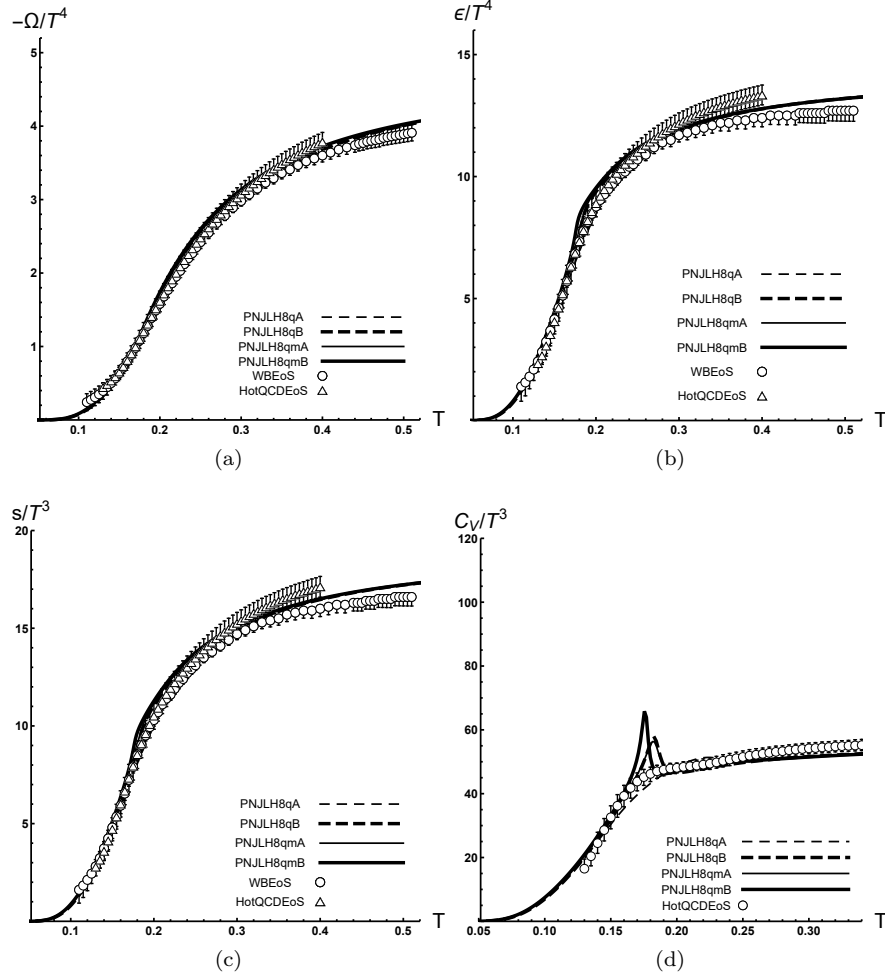 −Ω/T⁴
5
4
3
2
1
0.1 0.2 0.3 0.4 0.5 T
PNJLH8qA
PNJLH8qB
PNJLH8qmA
PNJLH8qmB
WBEoS
HotQCDEoS
(a)
ϵ/T⁴
15
10
5
0.1 0.2 0.3 0.4 0.5 T
PNJLH8qA
PNJLH8qB
PNJLH8qmA
PNJLH8qmB
WBEoS
HotQCDEoS
(b)
s/T³
20
15
10
5
0.1 0.2 0.3 0.4 0.5 T
PNJLH8qA
PNJLH8qB
PNJLH8qmA
PNJLH8qmB
WBEoS
HotQCDEoS
(c)
C_V/T³
120
100
80
60
40
20
0.05 0.10 0.15 0.20 0.25 0.30 T
PNJLH8qA
PNJLH8qB
PNJLH8qmA
PNJLH8qmB
HotQCDEoS
(d)